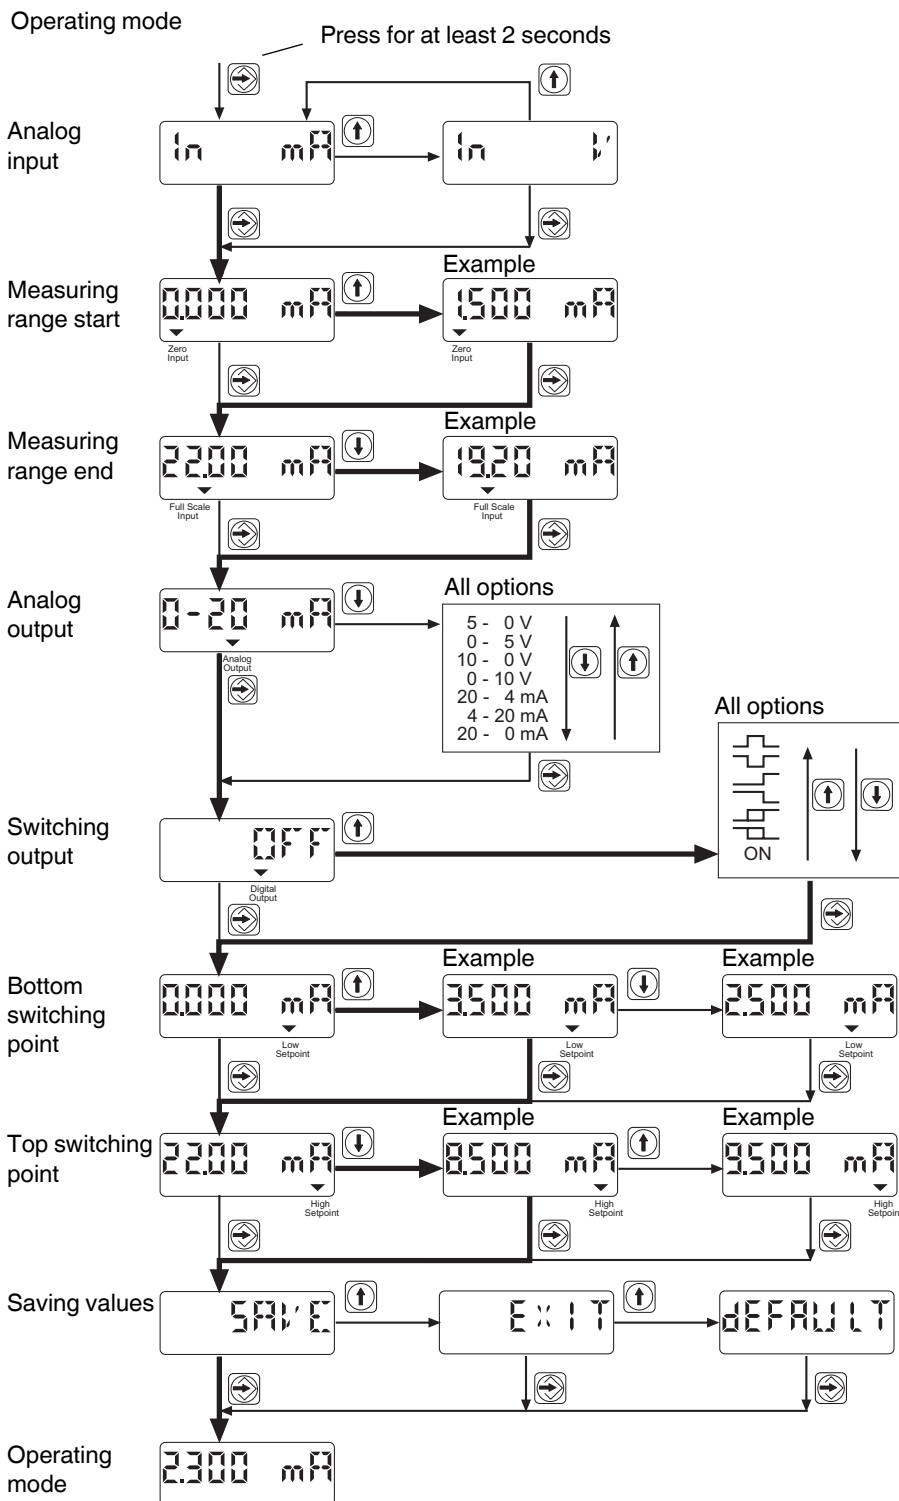 Operating mode
Press for at least 2 seconds
Analog
input
In mA
In V
Measuring
range start
0.000 mA
Zero
Input
Example
1.500 mA
Zero
Input
Measuring
range end
22.00 mA
Full Scale
Input
Example
19.20 mA
Full Scale
Input
Analog
output
0-20 mA
Analog
Output
All options
5 - 0 V
0 - 5 V
10 - 0 V
0 - 10 V
20 - 4 mA
4 - 20 mA
20 - 0 mA
All options
ON
Switching
output
OFF
Digital
Output
Bottom
switching
point
0.000 mA
Low
Setpoint
Example
3.500 mA
Low
Setpoint
Example
2.500 mA
Low
Setpoint
Top switching
point
22.00 mA
High
Setpoint
Example
8.500 mA
High
Setpoint
Example
9.500 mA
High
Setpoin
Saving values
SAVE
EXIT
dEFAULT
Operating
mode
2.300 mA